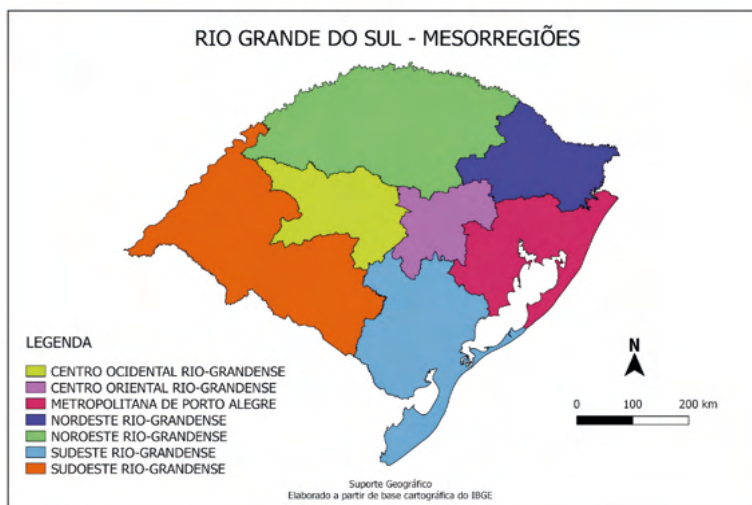 RIO GRANDE DO SUL - MESORREGIÕES
LEGENDA
CENTRO OCIDENTAL RIO-GRANDENSE
CENTRO ORIENTAL RIO-GRANDENSE
METROPOLITANA DE PORTO ALEGRE
NORDESTE RIO-GRANDENSE
NOROESTE RIO-GRANDENSE
SUDESTE RIO-GRANDENSE
SUDOESTE RIO-GRANDENSE
N
0 100 200 km
Suporte Geográfico
Elaborado a partir de base cartográfica do IBGE